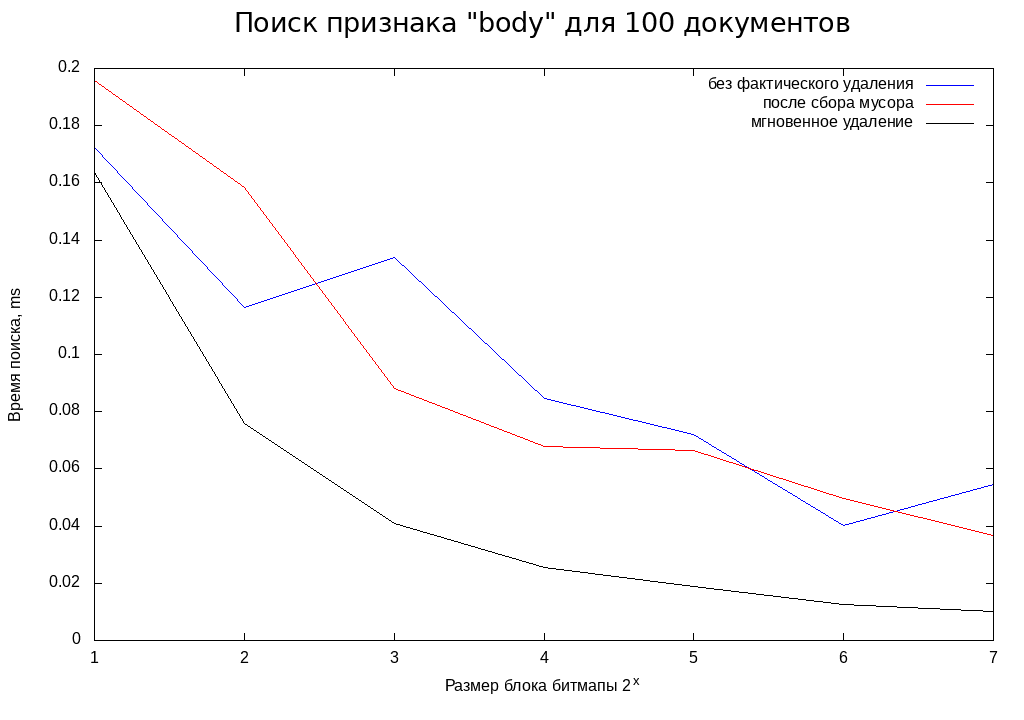 Поиск признака "body" для 100 документов
без фактического удаления
после сбора мусора
мгновенное удаление
0.2
0.18
0.16
0.14
0.12
0.1
0.08
0.06
0.04
0.02
0
Время поиска, ms
1 2 3 4 5 6 7
Размер блока битмапы 2^x